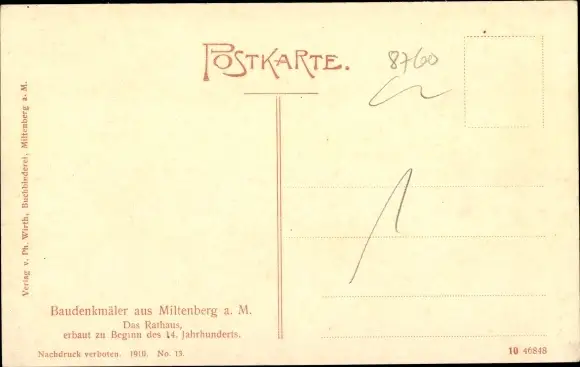 POSTKARTE.
8760
Verlag v. Ph. Wirth, Buchbinderei, Miltenberg a. M.
Baudenkmäler aus Miltenberg a. M.
Das Rathaus,
erbaut zu Beginn des 14. Jahrhunderts.
Nachdruck verboten. 1910. No. 15.
10 46848